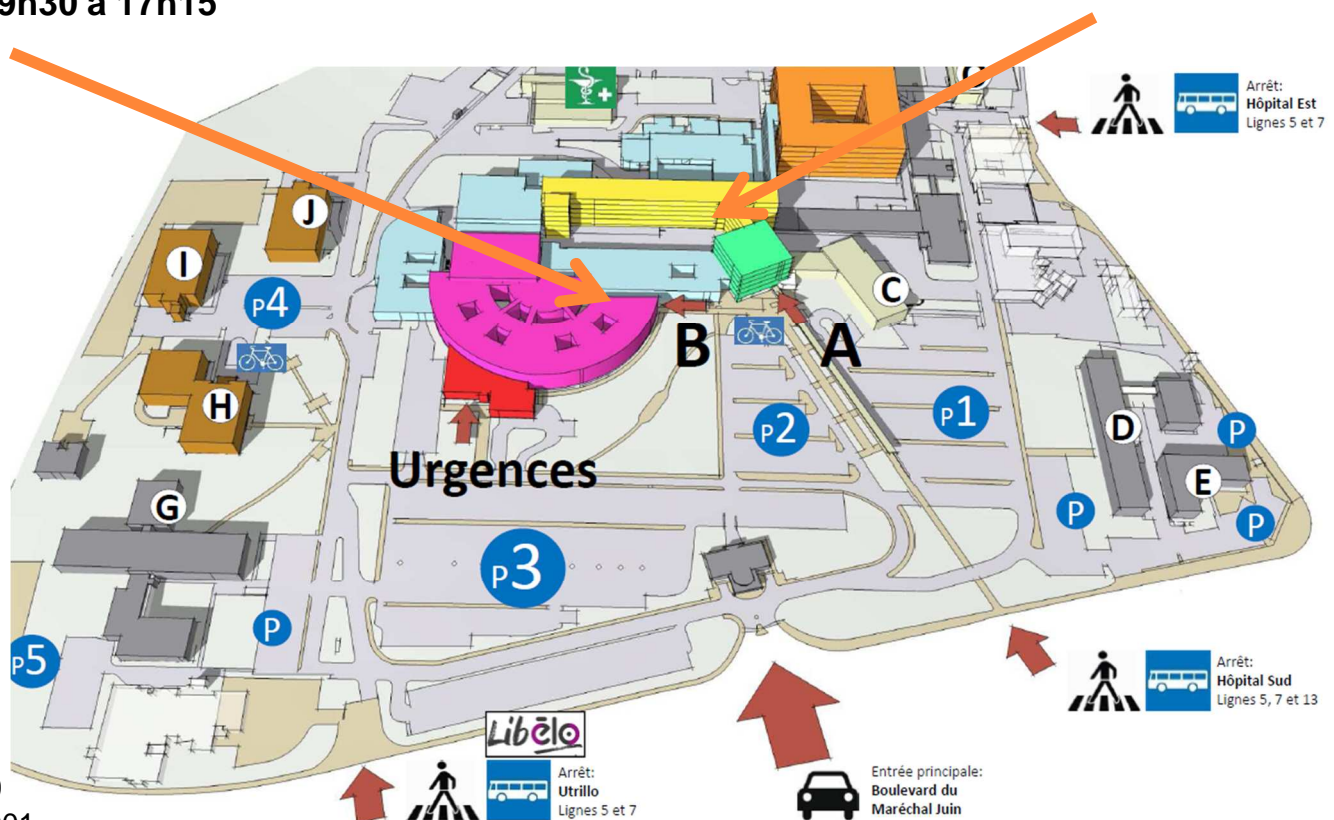 9h30 à 17h15
Arrêt:
Hôpital Est
Lignes 5 et 7
J
I
P4
C
B
A
H
P2
P1
D
P
E
Urgences
G
P
P
P3
P
P5
Arrêt:
Hôpital Sud
Lignes 5, 7 et 13
Libēlo
Arrêt:
Utrillo
Lignes 5 et 7
Entrée principale:
Boulevard du
Maréchal Juin